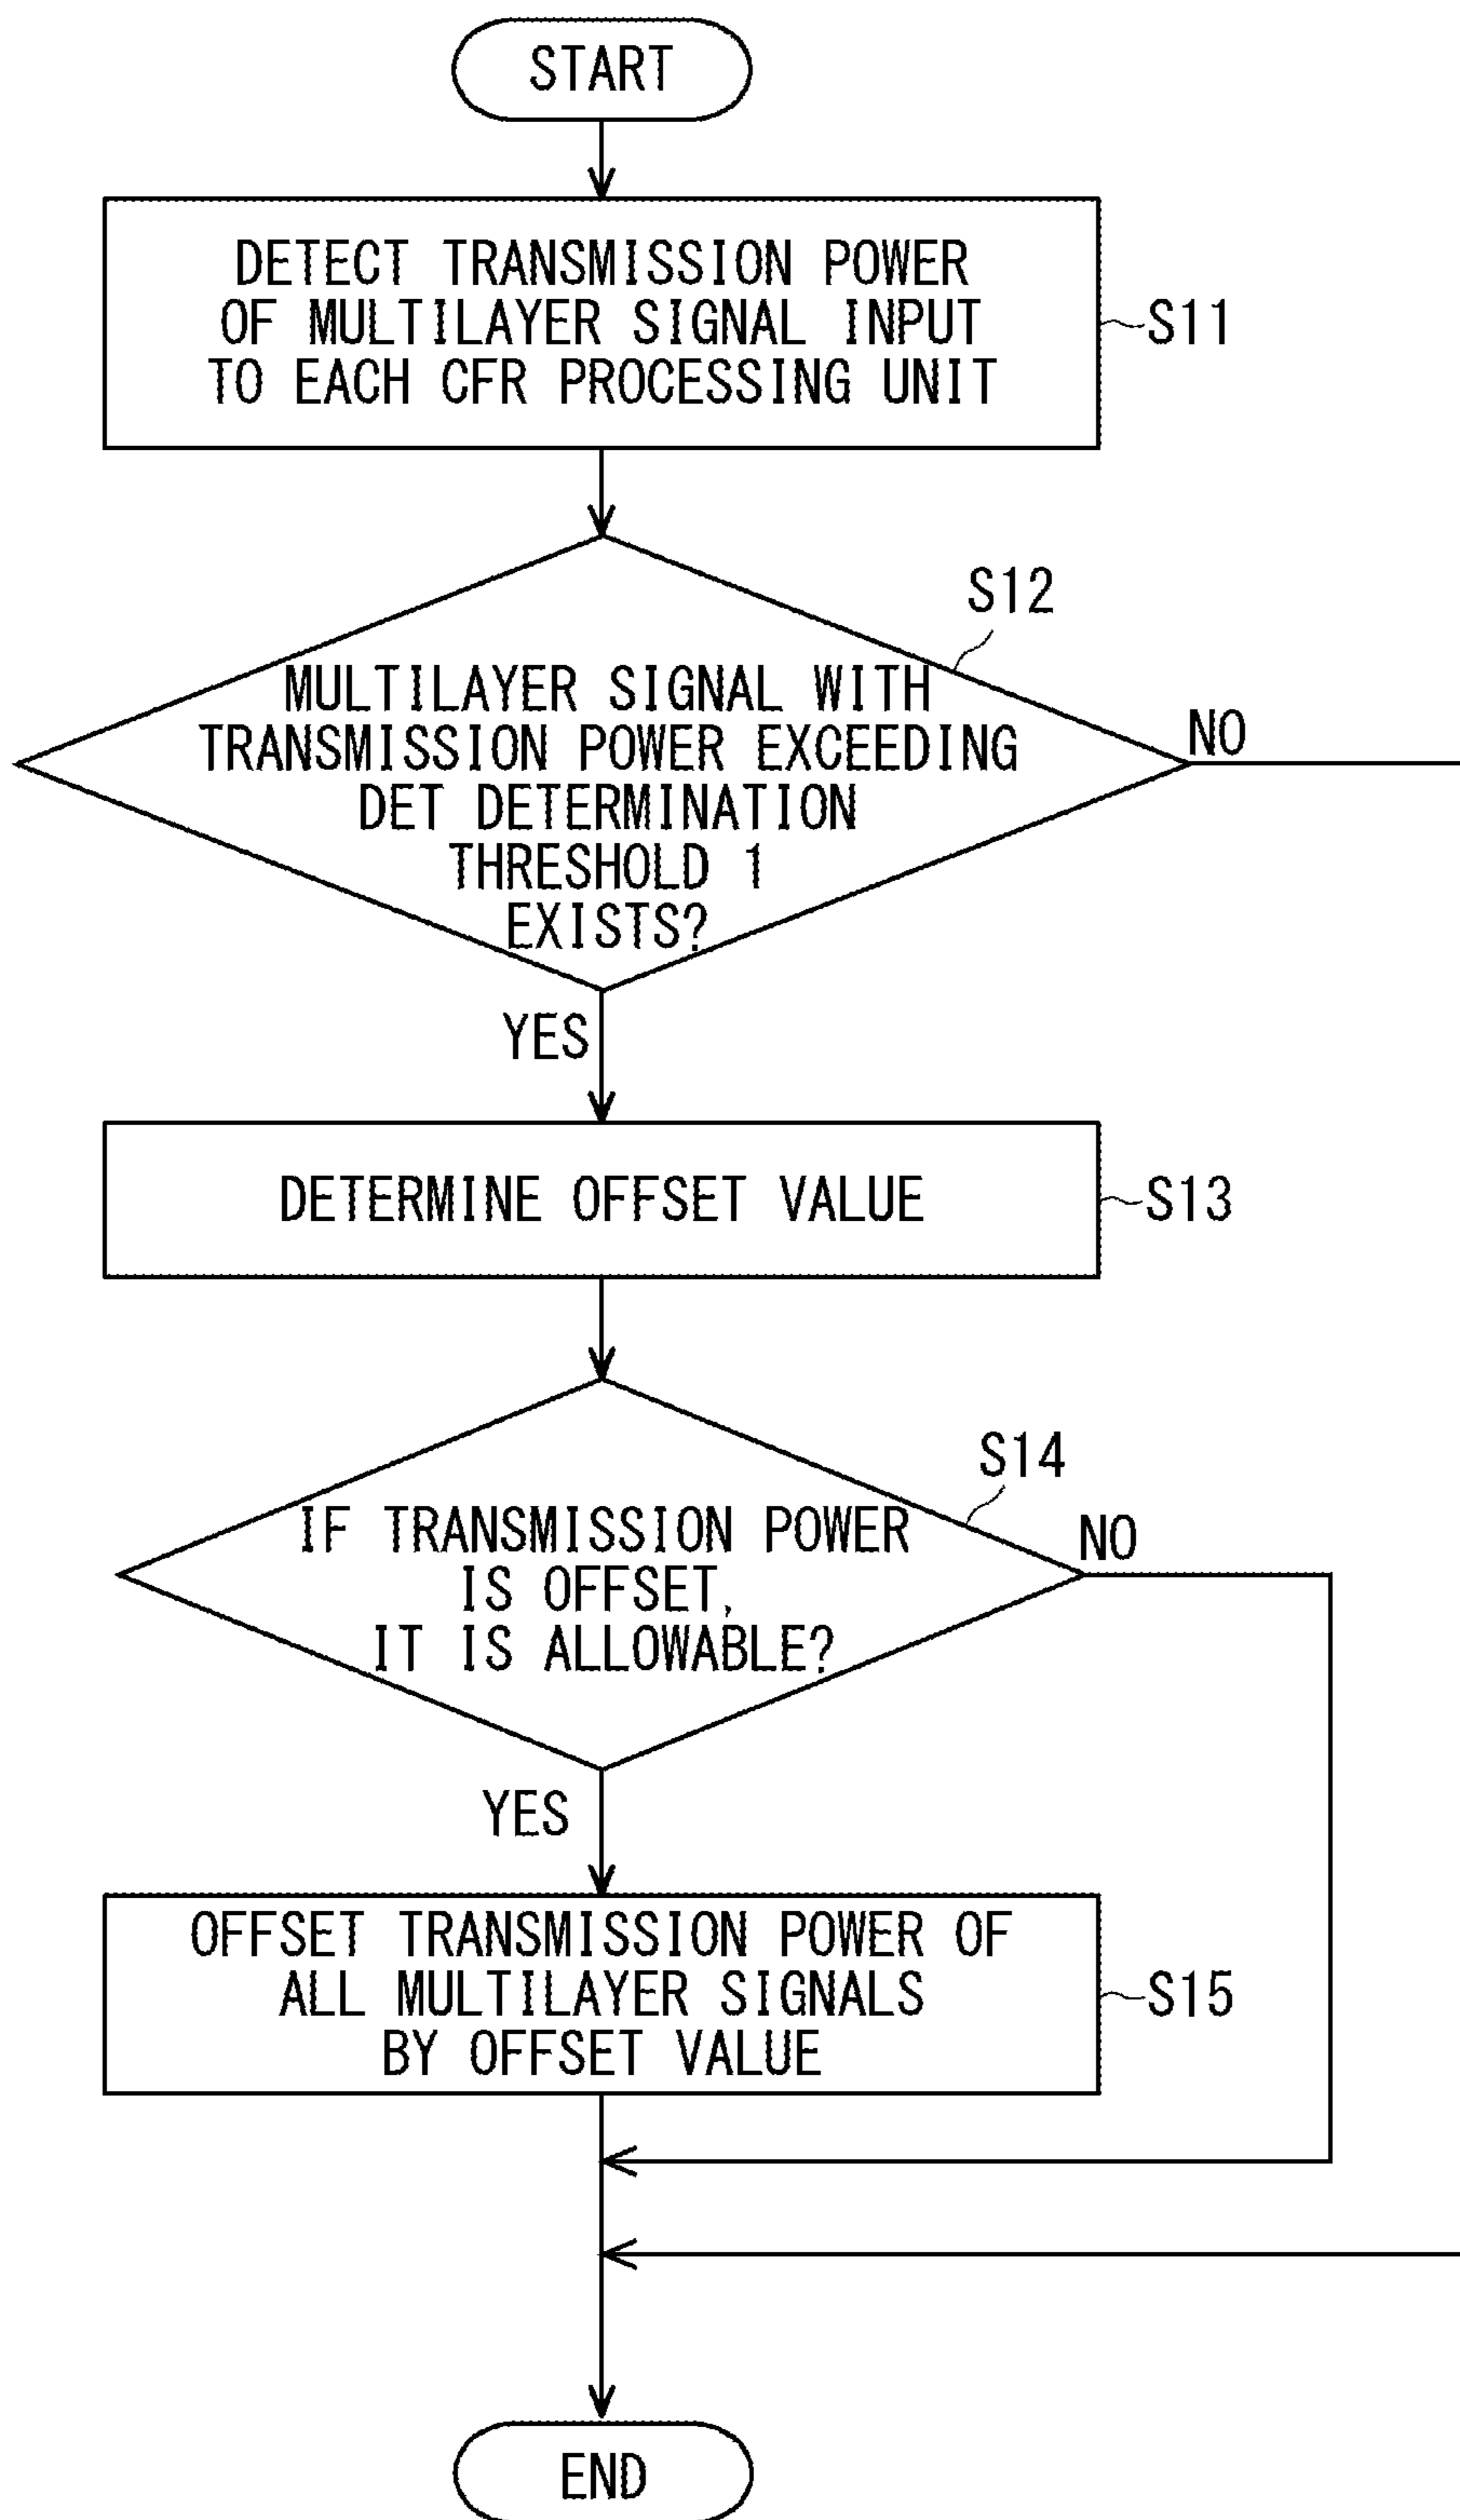 START
DETECT TRANSMISSION POWER
OF MULTILAYER SIGNAL INPUT
TO EACH CFR PROCESSING UNIT
S11
S12
MULTILAYER SIGNAL WITH
TRANSMISSION POWER EXCEEDING
DET DETERMINATION
THRESHOLD 1
EXISTS?
NO
YES
DETERMINE OFFSET VALUE
S13
S14
IF TRANSMISSION POWER
IS OFFSET,
IT IS ALLOWABLE?
NO
YES
OFFSET TRANSMISSION POWER OF
ALL MULTILAYER SIGNALS
BY OFFSET VALUE
S15
END